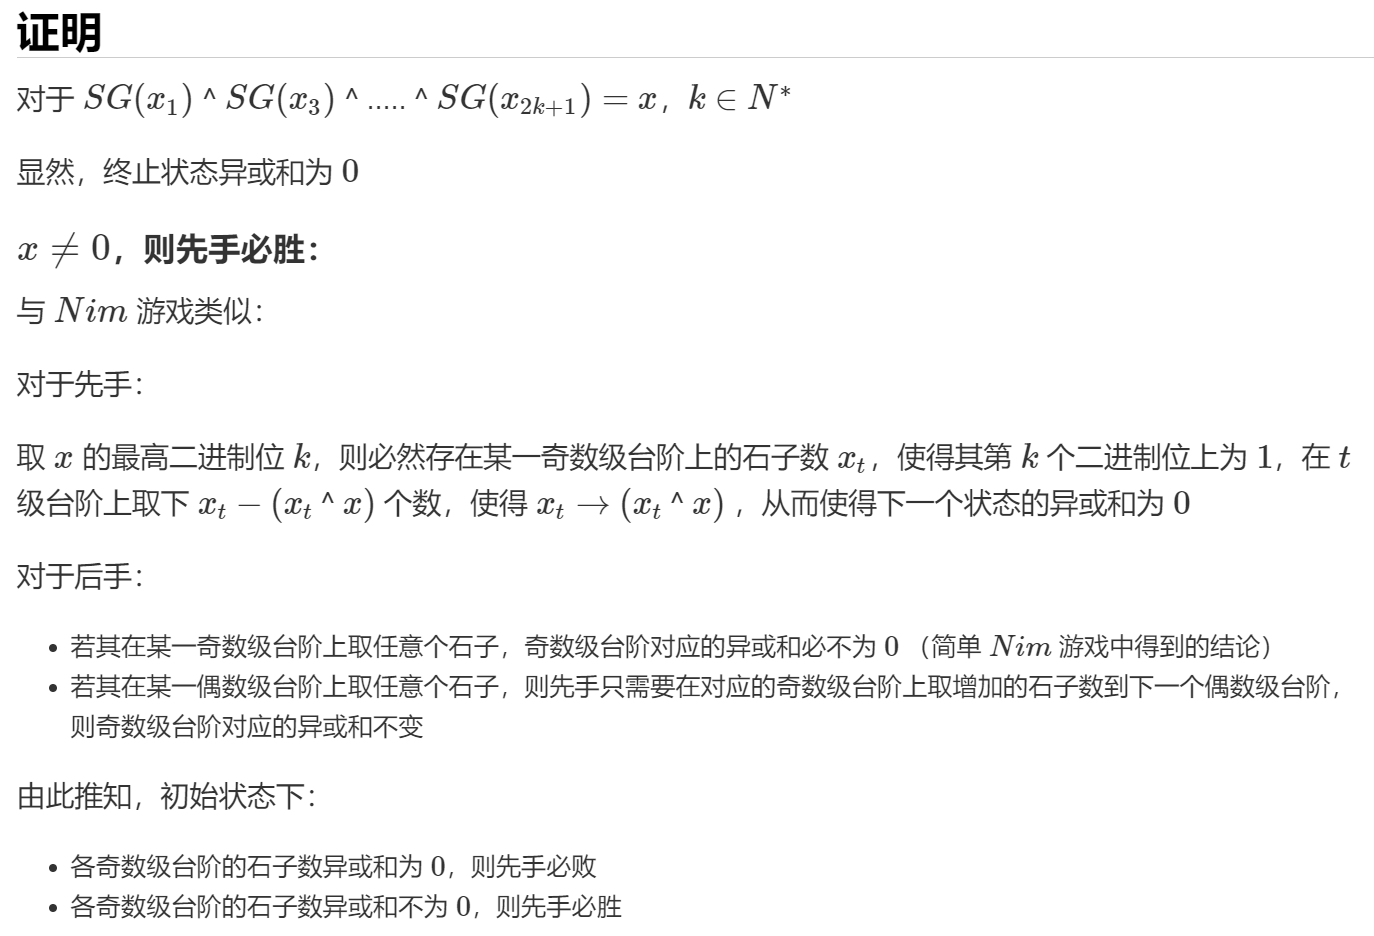 证明
对于 SG(x₁) ^ SG(x₃) ^ ..... ^ SG(x₂ₖ₊₁) = x，k ∈ N*
显然，终止状态异或和为 0
x ≠ 0，则先手必胜：
与 Nim 游戏类似：
对于先手：
取 x 的最高二进制位 k，则必然存在某一奇数级台阶上的石子数 xₜ，使得其第 k 个二进制位上为 1，在 t
级台阶上取下 xₜ − (xₜ ^ x) 个数，使得 xₜ → (xₜ ^ x) ，从而使得下一个状态的异或和为 0
对于后手：
• 若其在某一奇数级台阶上取任意个石子，奇数级台阶对应的异或和必不为 0 （简单 Nim 游戏中得到的结论）
• 若其在某一偶数级台阶上取任意个石子，则先手只需要在对应的奇数级台阶上取增加的石子数到下一个偶数级台阶，
则奇数级台阶对应的异或和不变
由此推知，初始状态下：
• 各奇数级台阶的石子数异或和为 0，则先手必败
• 各奇数级台阶的石子数异或和不为 0，则先手必胜